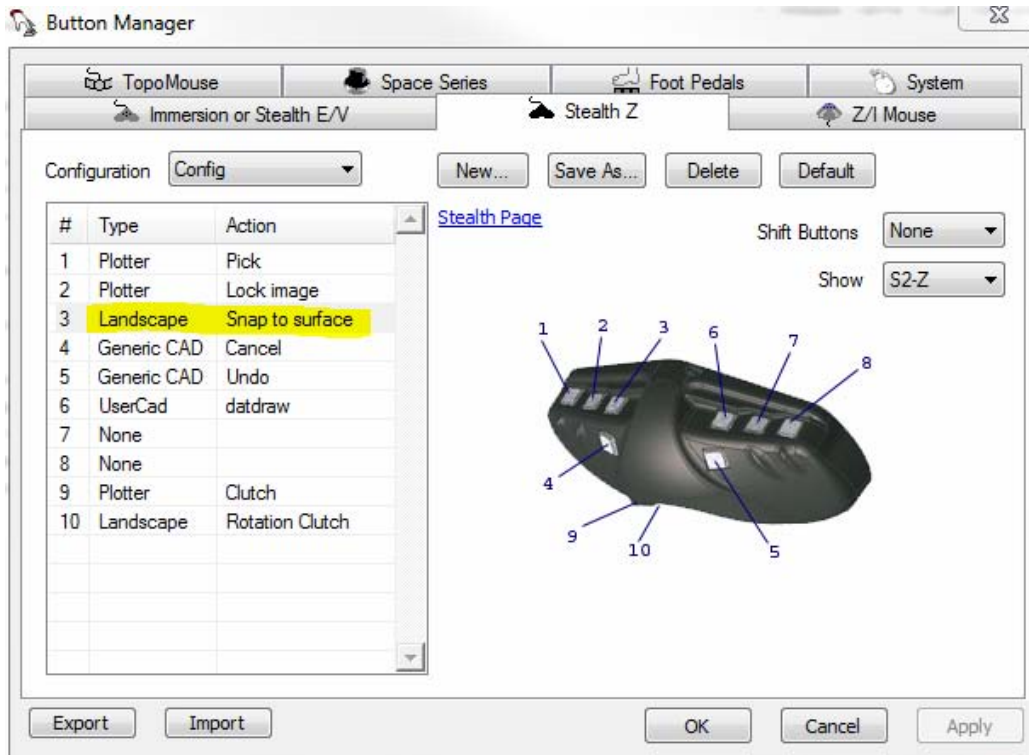 Button Manager
TopoMouse Space Series Foot Pedals System
Immersion or Stealth E/V Stealth Z Z/I Mouse
Configuration Config New... Save As... Delete Default
Stealth Page
Shift Buttons None
Show S2-Z
# Type Action
1 Plotter Pick
2 Plotter Lock image
3 Landscape Snap to surface
4 Generic CAD Cancel
5 Generic CAD Undo
6 UserCad datdraw
7 None
8 None
9 Plotter Clutch
10 Landscape Rotation Clutch
1 2 3 6 7 8
4 9 10 5
Export Import OK Cancel Apply